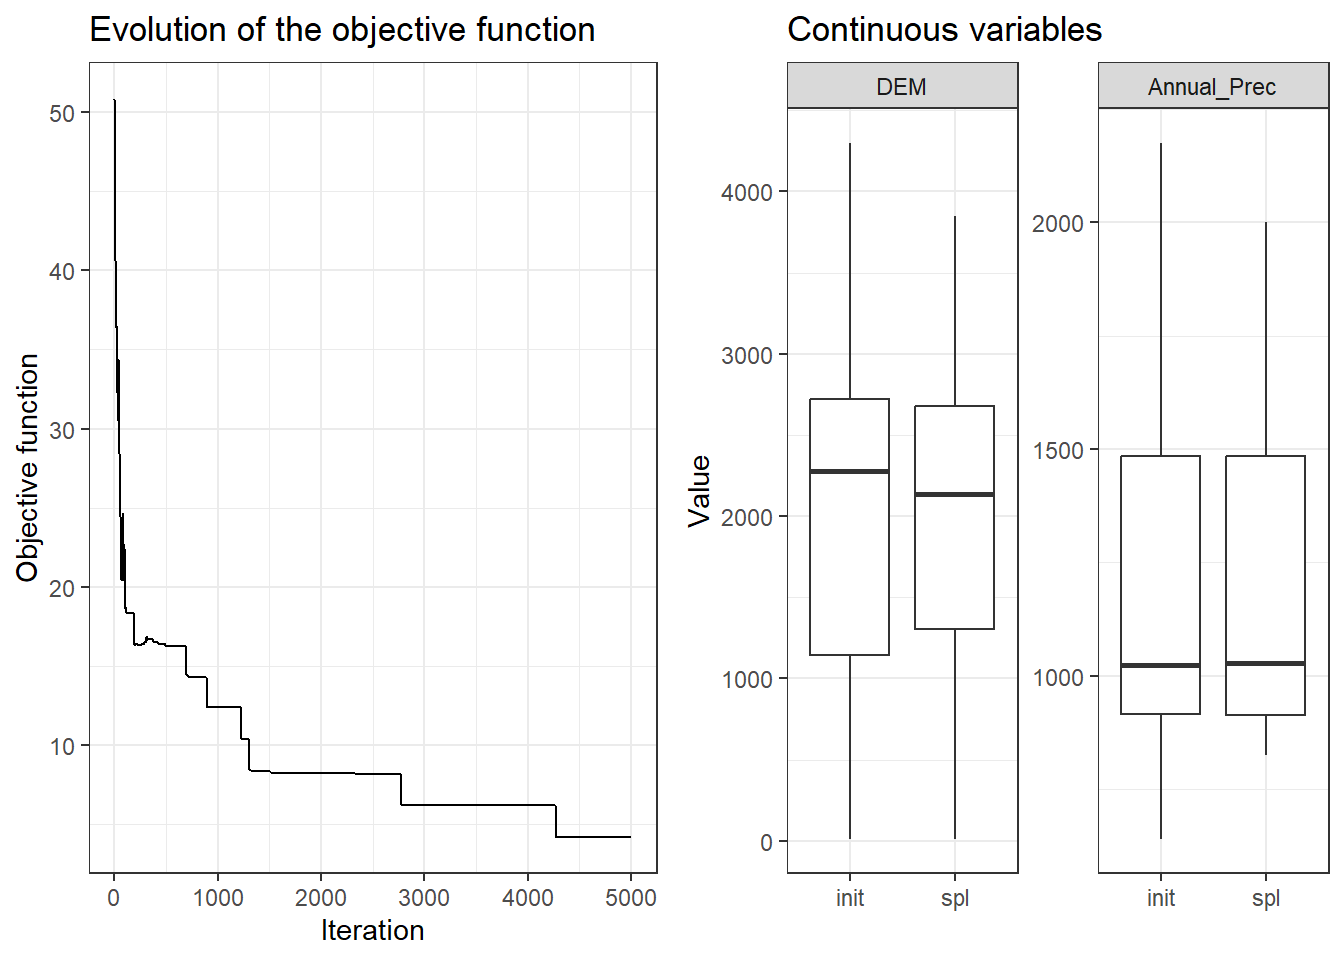 Evolution of the objective function
Objective function
50
40
30
20
10
0 1000 2000 3000 4000 5000
Iteration
Continuous variables
DEM Annual_Prec
Value
4000
3000
2000
1000
0
2000
1500
1000
init spl init spl